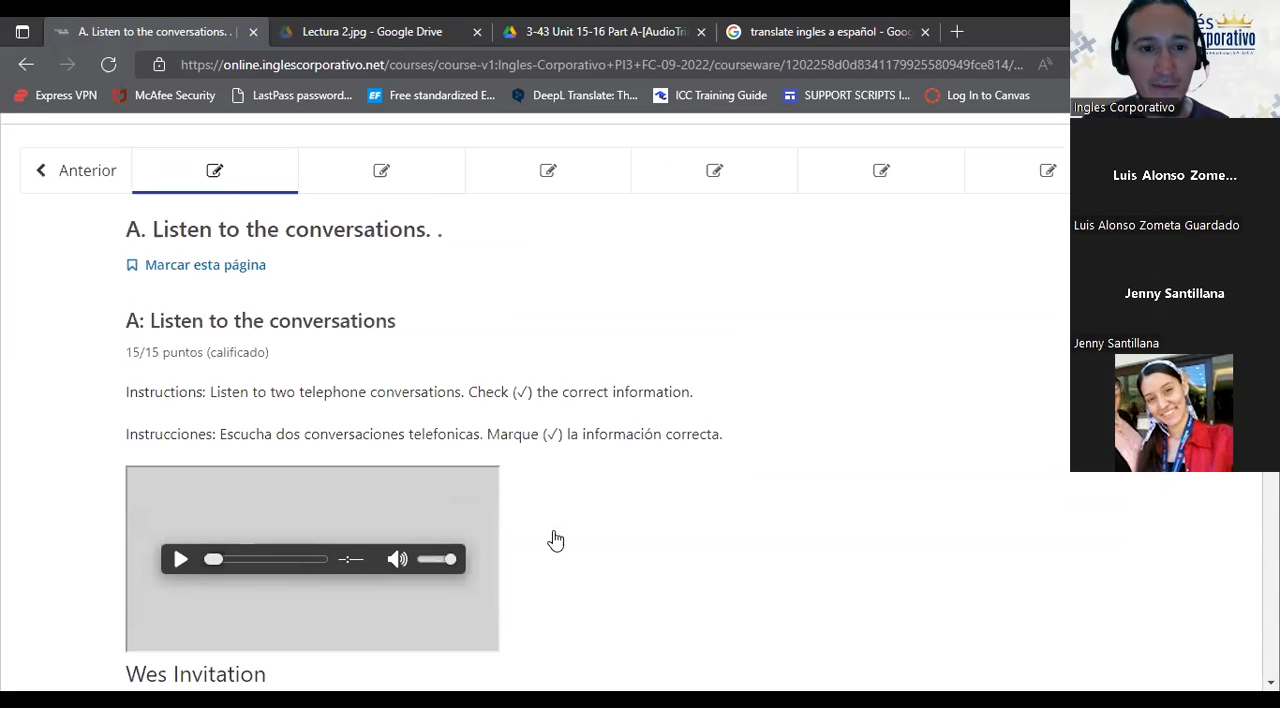 A. Listen to the conversations. .
Lectura 2.jpg - Google Drive
3-43 Unit 15-16 Part A-[AudioTri
translate ingles a español - Goog
https://online.inglescorporativo.net/courses/course-v1:Ingles-Corporativo+PI3+FC-09-2022/courseware/
Express VPN
McAfee Security
LastPass password...
Free standardized E...
DeepL Translate: Th...
ICC Training Guide
SUPPORT SCRIPTS I...
Log In to Canvas
Ingles Corporativo
Luis Alonso Zome...
Luis Alonso Zometa Guardado
Jenny Santillana
Jenny Santillana
Anterior
A. Listen to the conversations. .
Marcar esta página
A: Listen to the conversations
15/15 puntos (calificado)
Instructions: Listen to two telephone conversations. Check (✓) the correct information.
Instrucciones: Escucha dos conversaciones telefonicas. Marque (✓) la información correcta.
-:--
Wes Invitation